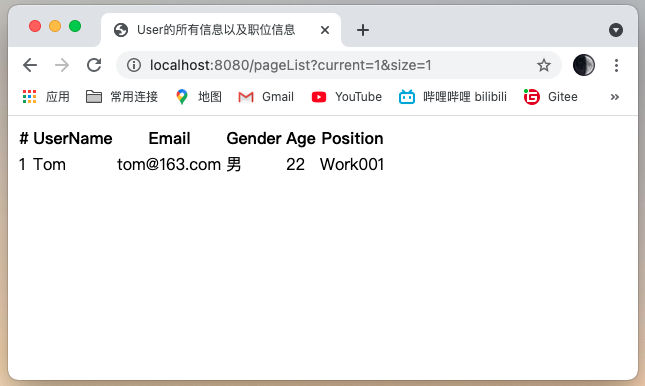 User的所有信息以及职位信息
localhost:8080/pageList?current=1&size=1
应用 常用连接 地图 Gmail YouTube 哔哩哔哩 bilibili Gitee »
# UserName Email Gender Age Position
1 Tom tom@163.com 男 22 Work001